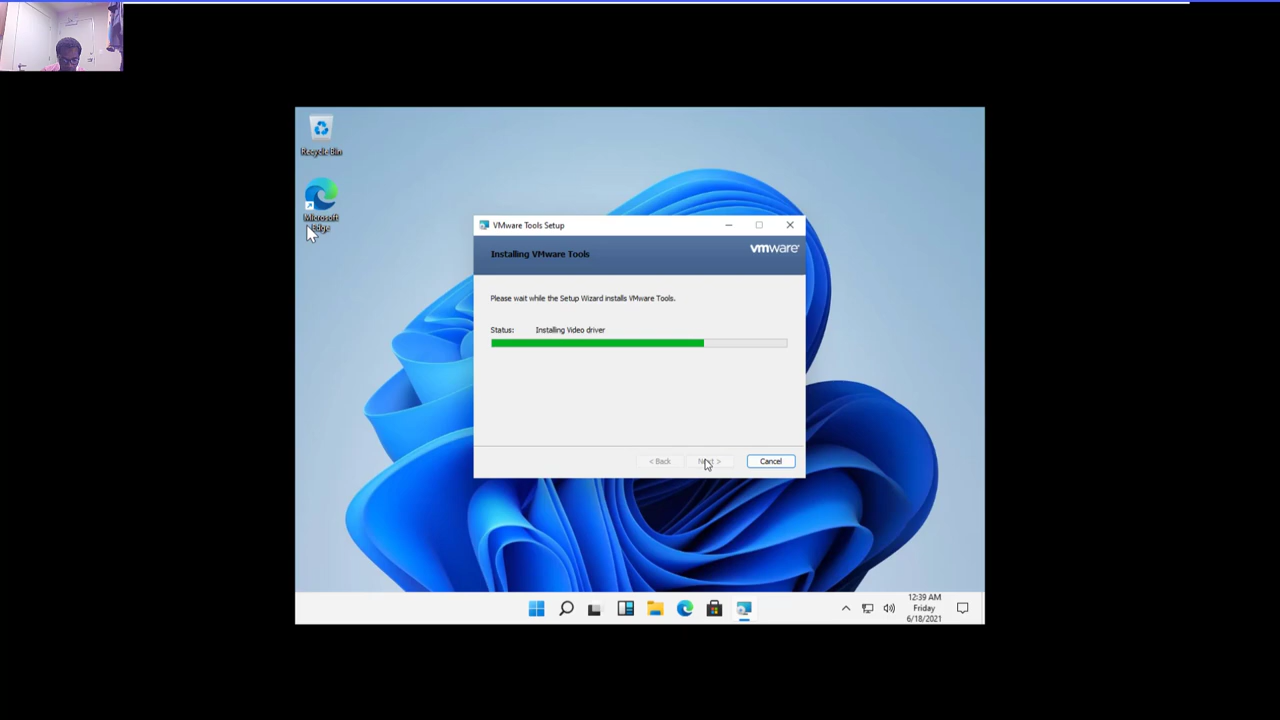 Recycle Bin
Microsoft
Edge
VMware Tools Setup
Installing VMware Tools
vmware
Please wait while the Setup Wizard installs VMware Tools.
Status: Installing Video driver
< Back Next > Cancel
12:39 AM
Friday
6/18/2021